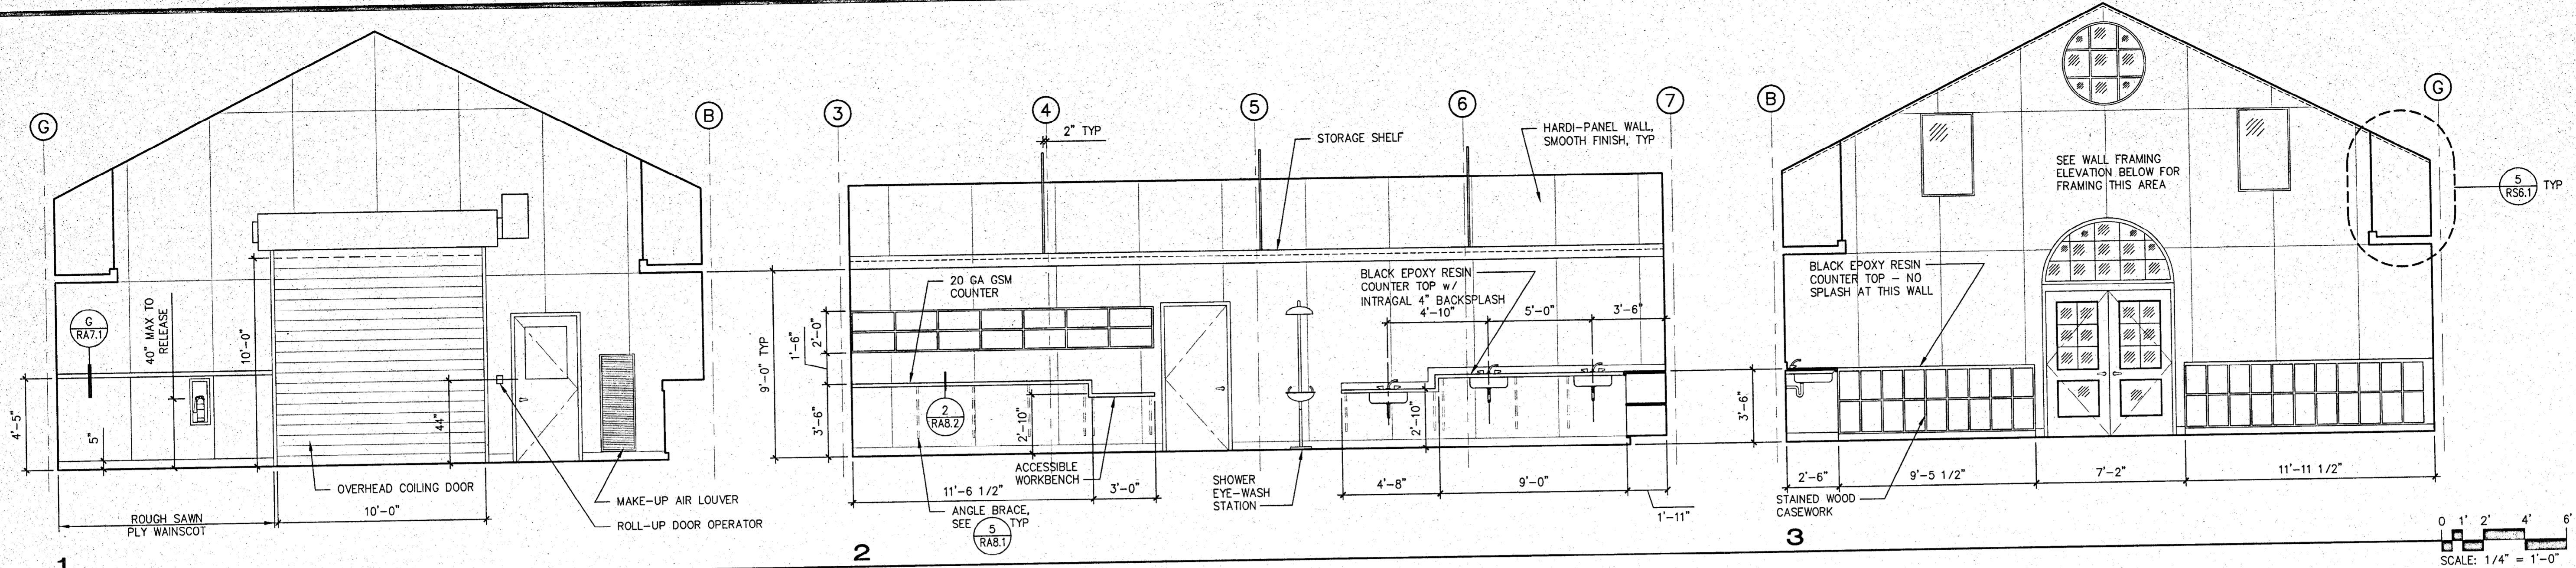 G
B
G
RA7.1
40" MAX TO
RELEASE
10'-0"
4'-5"
5"
44"
OVERHEAD COILING DOOR
MAKE-UP AIR LOUVER
ROLL-UP DOOR OPERATOR
ROUGH SAWN
PLY WAINSCOT
10'-0"
1
3
4
5
6
7
2" TYP
STORAGE SHELF
HARDI-PANEL WALL,
SMOOTH FINISH, TYP
20 GA GSM
COUNTER
BLACK EPOXY RESIN
COUNTER TOP w/
INTRAGAL 4" BACKSPLASH
4'-10"
5'-0"
3'-6"
9'-0" TYP
1'-6"
2'-0"
3'-6"
2
RA8.2
2'-10"
2'-10"
ACCESSIBLE
WORKBENCH
11'-6 1/2"
3'-0"
ANGLE BRACE,
SEE
5
RA8.1
TYP
SHOWER
EYE-WASH
STATION
4'-8"
9'-0"
1'-11"
2
B
G
SEE WALL FRAMING
ELEVATION BELOW FOR
FRAMING THIS AREA
5
RS6.1
TYP
BLACK EPOXY RESIN
COUNTER TOP – NO
SPLASH AT THIS WALL
3'-6"
2'-6"
9'-5 1/2"
7'-2"
11'-11 1/2"
STAINED WOOD
CASEWORK
3
0 1' 2' 4' 6'
SCALE: 1/4" = 1'-0"